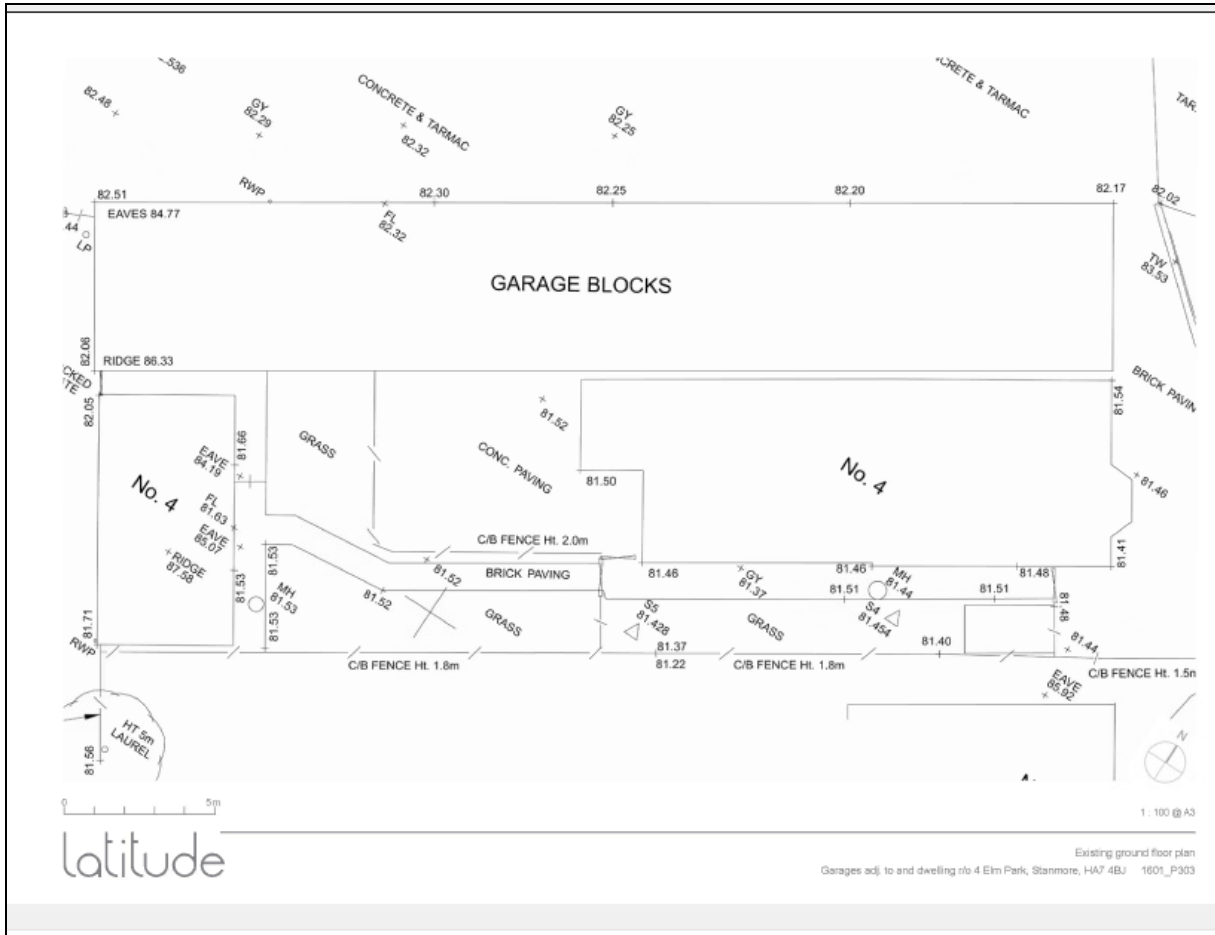 .536
82.48
GY
82.29
CONCRETE & TARMAC
82.32
GY
82.25
CRETE & TARMAC
TAR
82.51
RWP
82.30
82.25
82.20
82.17
82.02
EAVES 84.77
FL
82.32
.44
LP
GARAGE BLOCKS
TW
83.53
82.06
RIDGE 86.33
CKED
TE
82.05
BRICK PAVIN
81.54
81.52
GRASS
81.66
EAVE
84.19
CONC. PAVING
81.50
No. 4
No. 4
81.46
FL
81.63
EAVE
85.07
RIDGE
87.58
C/B FENCE Ht. 2.0m
81.41
81.53
81.52
BRICK PAVING
81.46
GY
81.37
81.46
MH
81.44
81.48
81.53
MH
81.53
81.53
81.52
GRASS
S5
81.428
81.51
GRASS
S4
81.454
81.51
81.48
81.71
RWP
81.37
81.40
81.44
C/B FENCE Ht. 1.8m
81.22
C/B FENCE Ht. 1.8m
C/B FENCE Ht. 1.5m
EAVE
85.92
HT 5m
LAUREL
81.56
N
0 5m
1 : 100 @ A3
latitude
Existing ground floor plan
Garages adj. to and dwelling r/o 4 Elm Park, Stanmore, HA7 4BJ 1601_P303